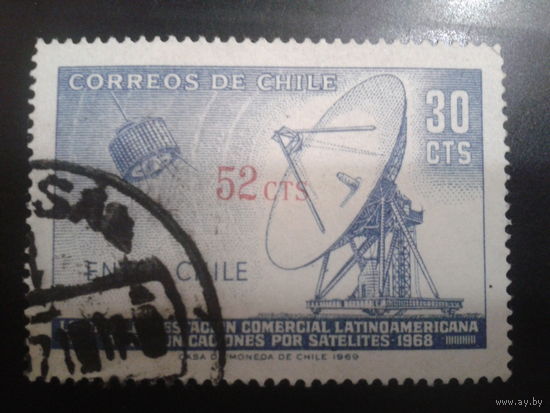 CORREOS DE CHILE
30
CTS
52 CTS
CHILE
COMERCIAL LATINOAMERICANA
POR SATELITES · 1968
CASA DE MONEDA DE CHILE 1969
www.ay.by